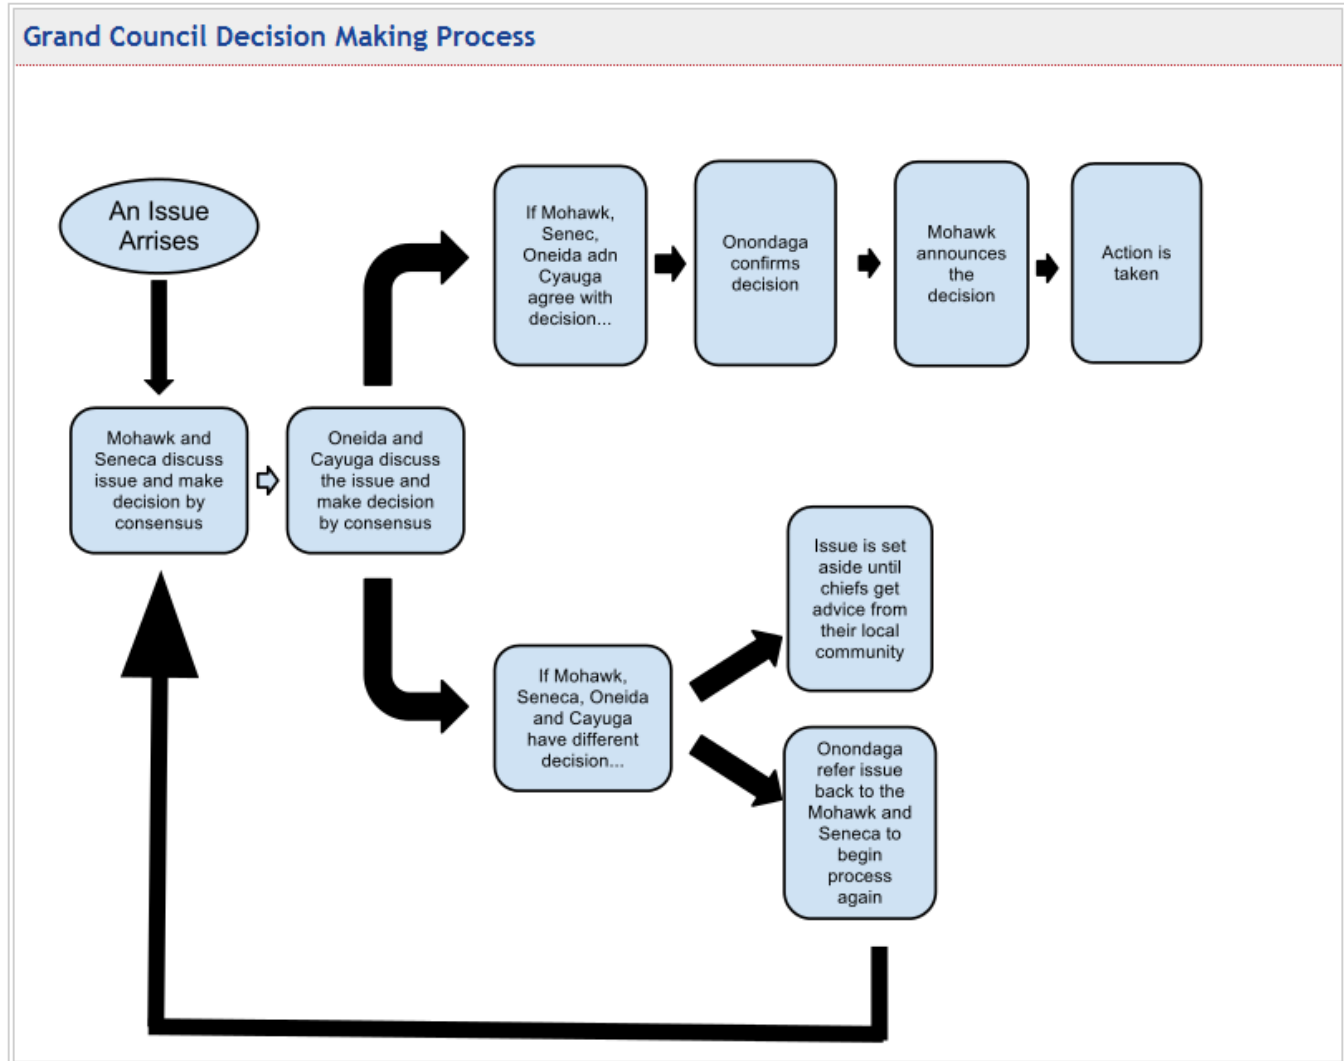 Grand Council Decision Making Process
An Issue
Arrises
Mohawk and
Seneca discuss
issue and make
decision by
consensus
Oneida and
Cayuga discuss
the issue and
make decision
by consensus
If Mohawk,
Senec,
Oneida adn
Cyauga
agree with
decision...
Onondaga
confirms
decision
Mohawk
announces
the
decision
Action is
taken
If Mohawk,
Seneca, Oneida
and Cayuga
have different
decision...
Issue is set
aside until
chiefs get
advice from
their local
community
Onondaga
refer issue
back to the
Mohawk and
Seneca to
begin
process
again